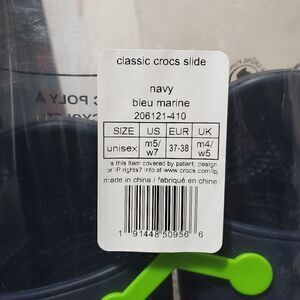 classic crocs slide
navy
bleu marine
206121-410
SIZE US EUR UK
unisex m5/w7 37-38 m4/w5
is this item covered by patent, design
or IP rights? Info at www.crocs.com/ip
made in china / fabriqué en chine
1 91448 50956 6
C POLY À